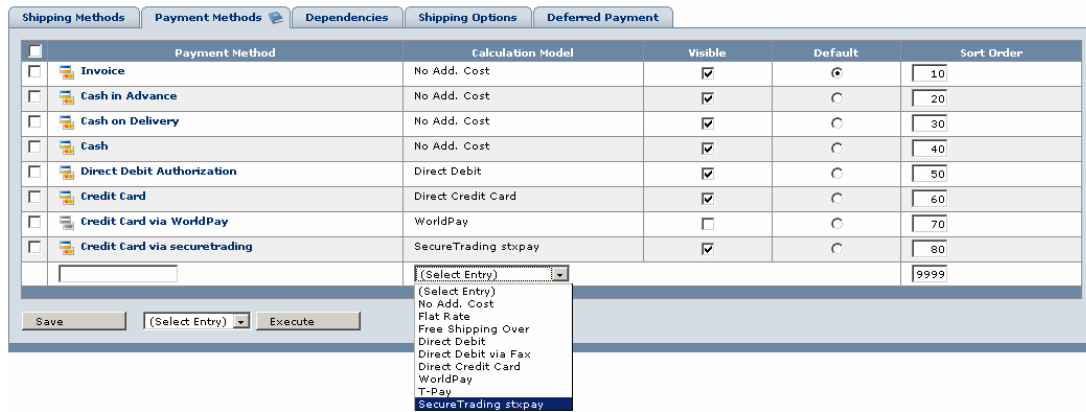 Shipping Methods Payment Methods Dependencies Shipping Options Deferred Payment
Payment Method Calculation Model Visible Default Sort Order
Invoice No Add. Cost 10
Cash in Advance No Add. Cost 20
Cash on Delivery No Add. Cost 30
Cash No Add. Cost 40
Direct Debit Authorization Direct Debit 50
Credit Card Direct Credit Card 60
Credit Card via WorldPay WorldPay 70
Credit Card via securetrading SecureTrading stxpay 80
(Select Entry) 9999
(Select Entry)
No Add. Cost
Flat Rate
Free Shipping Over
Direct Debit
Direct Debit via Fax
Direct Credit Card
WorldPay
T-Pay
SecureTrading stxpay
Save (Select Entry) Execute